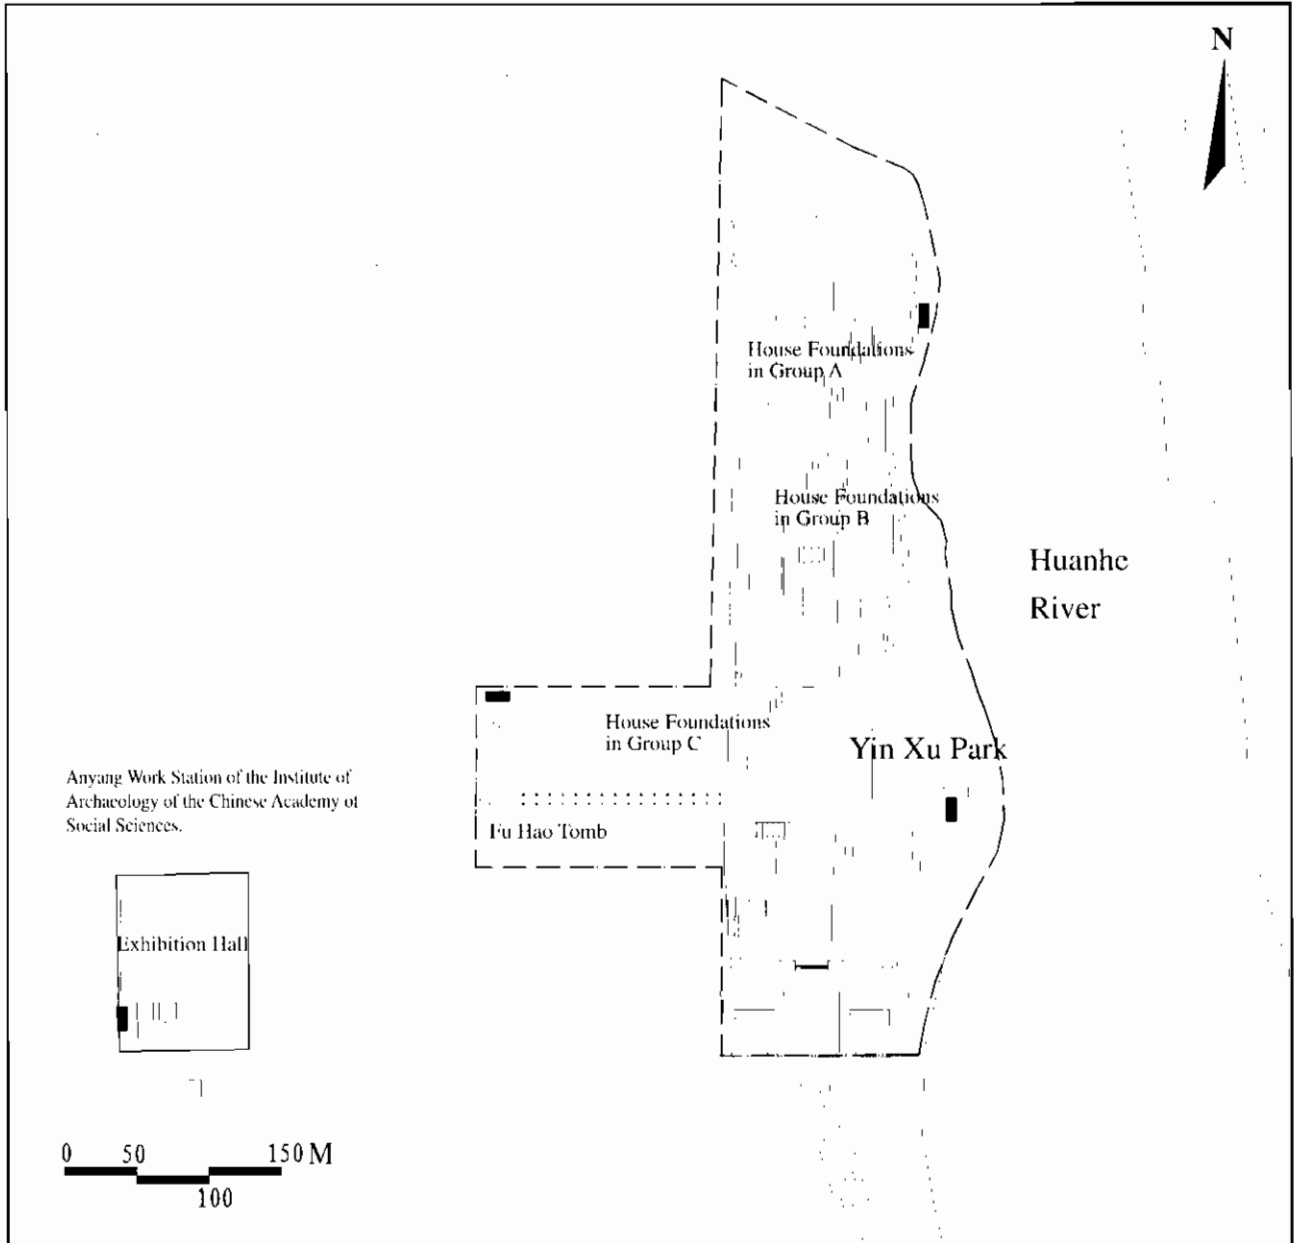 N
House Foundations
in Group A
House Foundations
in Group B
Huanhe
River
House Foundations
in Group C
Yin Xu Park
Anyang Work Station of the Institute of
Archaeology of the Chinese Academy of
Social Sciences.
Fu Hao Tomb
Exhibition Hall
0 50 150 M
100